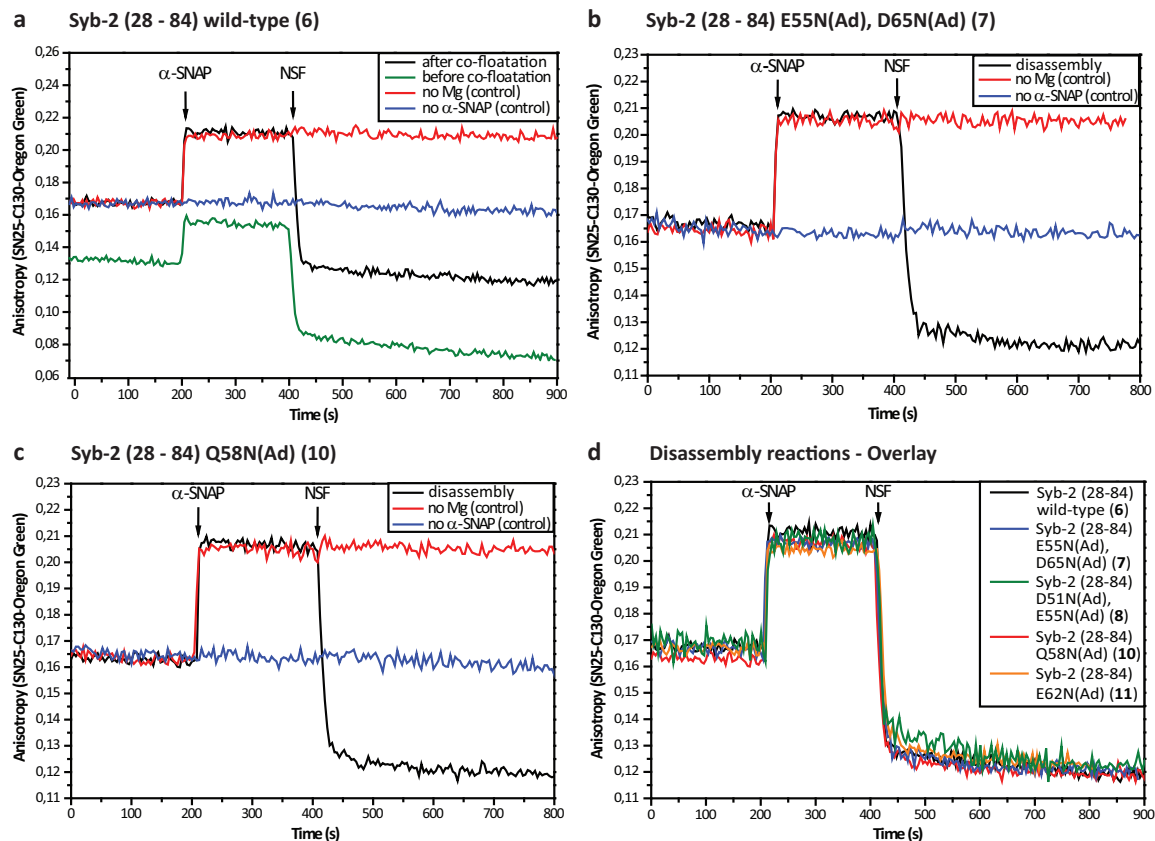 a Syb-2 (28 - 84) wild-type (6)
Anisotropy (SN25-C130-Oregon Green)
0,26
0,24
0,22
0,20
0,18
0,16
0,14
0,12
0,10
0,08
0,06
α-SNAP
NSF
after co-floatation
before co-floatation
no Mg (control)
no α-SNAP (control)
0 100 200 300 400 500 600 700 800 900
Time (s)
b Syb-2 (28 - 84) E55N(Ad), D65N(Ad) (7)
Anisotropy (SN25-C130-Oregon Green)
0,23
0,22
0,21
0,20
0,19
0,18
0,17
0,16
0,15
0,14
0,13
0,12
0,11
α-SNAP
NSF
disassembly
no Mg (control)
no α-SNAP (control)
0 100 200 300 400 500 600 700 800
Time (s)
c Syb-2 (28 - 84) Q58N(Ad) (10)
Anisotropy (SN25-C130-Oregon Green)
0,23
0,22
0,21
0,20
0,19
0,18
0,17
0,16
0,15
0,14
0,13
0,12
0,11
α-SNAP
NSF
disassembly
no Mg (control)
no α-SNAP (control)
0 100 200 300 400 500 600 700 800
Time (s)
d Disassembly reactions - Overlay
Anisotropy (SN25-C130-Oregon Green)
0,23
0,22
0,21
0,20
0,19
0,18
0,17
0,16
0,15
0,14
0,13
0,12
0,11
α-SNAP
NSF
Syb-2 (28-84)
wild-type (6)
Syb-2 (28-84)
E55N(Ad),
D65N(Ad) (7)
Syb-2 (28-84)
D51N(Ad),
E55N(Ad) (8)
Syb-2 (28-84)
Q58N(Ad) (10)
Syb-2 (28-84)
E62N(Ad) (11)
0 100 200 300 400 500 600 700 800 900
Time (s)